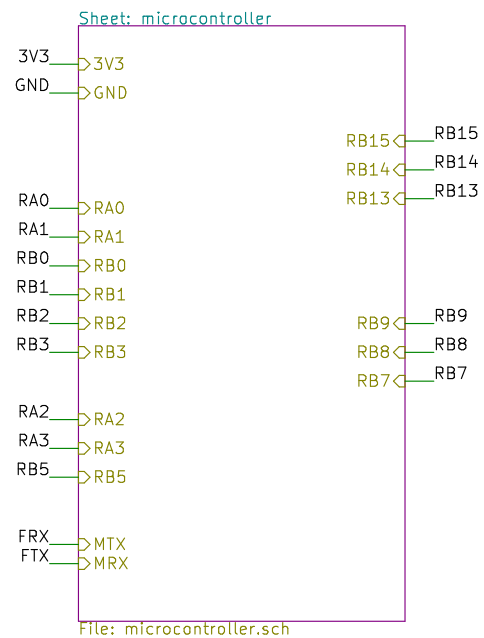 Sheet: microcontroller
3V3 3V3
GND GND
RB15 RB15
RB14 RB14
RB13 RB13
RA0 RA0
RA1 RA1
RB0 RB0
RB1 RB1
RB2 RB2
RB9 RB9
RB3 RB3
RB8 RB8
RB7 RB7
RA2 RA2
RA3 RA3
RB5 RB5
FRX MTX
FTX MRX
File: microcontroller.sch